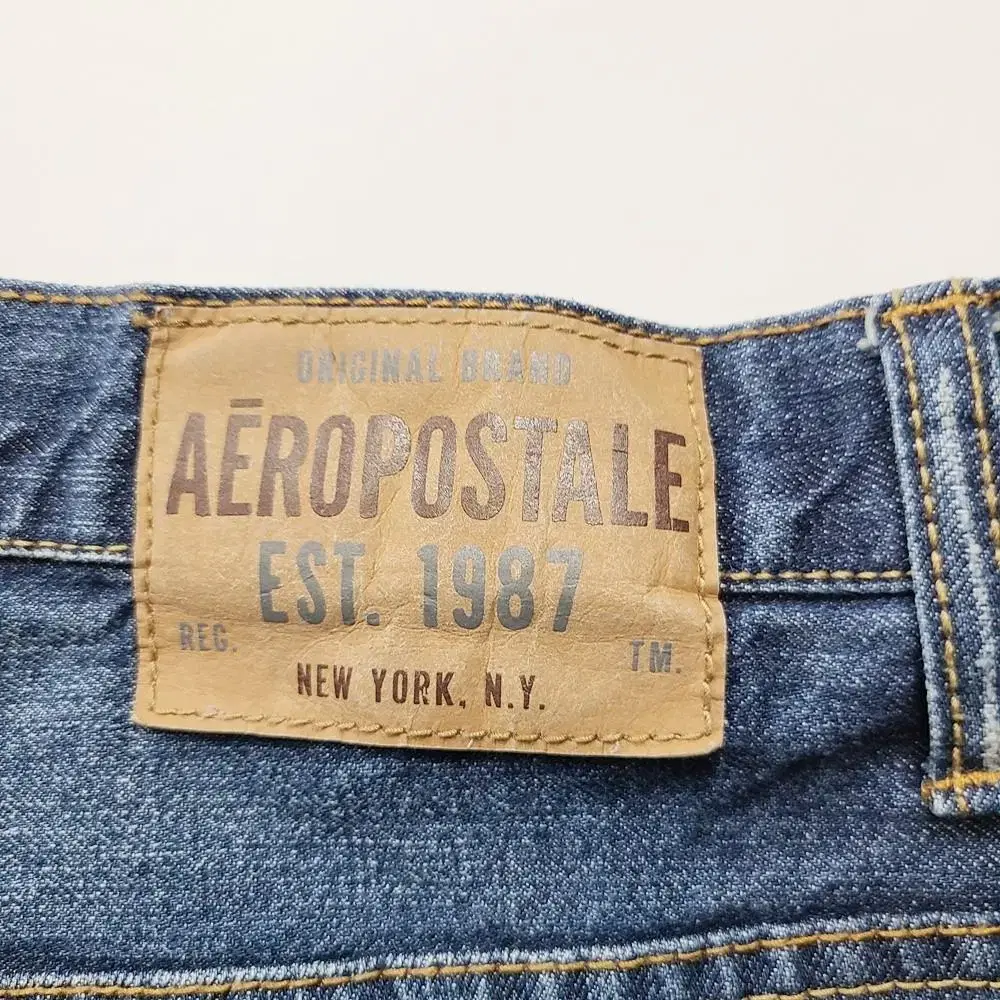 ORIGINAL BRAND
AĒROPOSTALE
EST. 1987
REG. TM.
NEW YORK, N.Y.